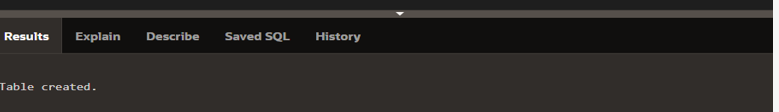 Results Explain Describe Saved SQL History
Table created.